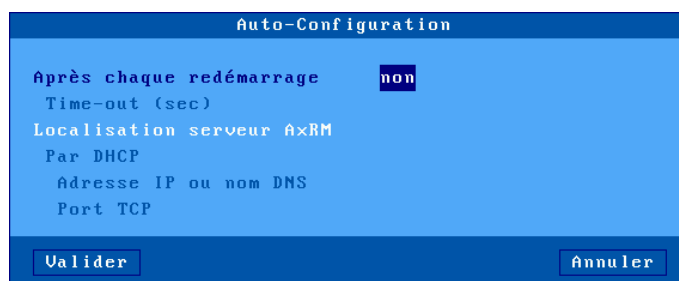 Auto-Configuration
Après chaque redémarrage non
Time-out (sec)
Localisation serveur AxRM
Par DHCP
Adresse IP ou nom DNS
Port TCP
Valider Annuler